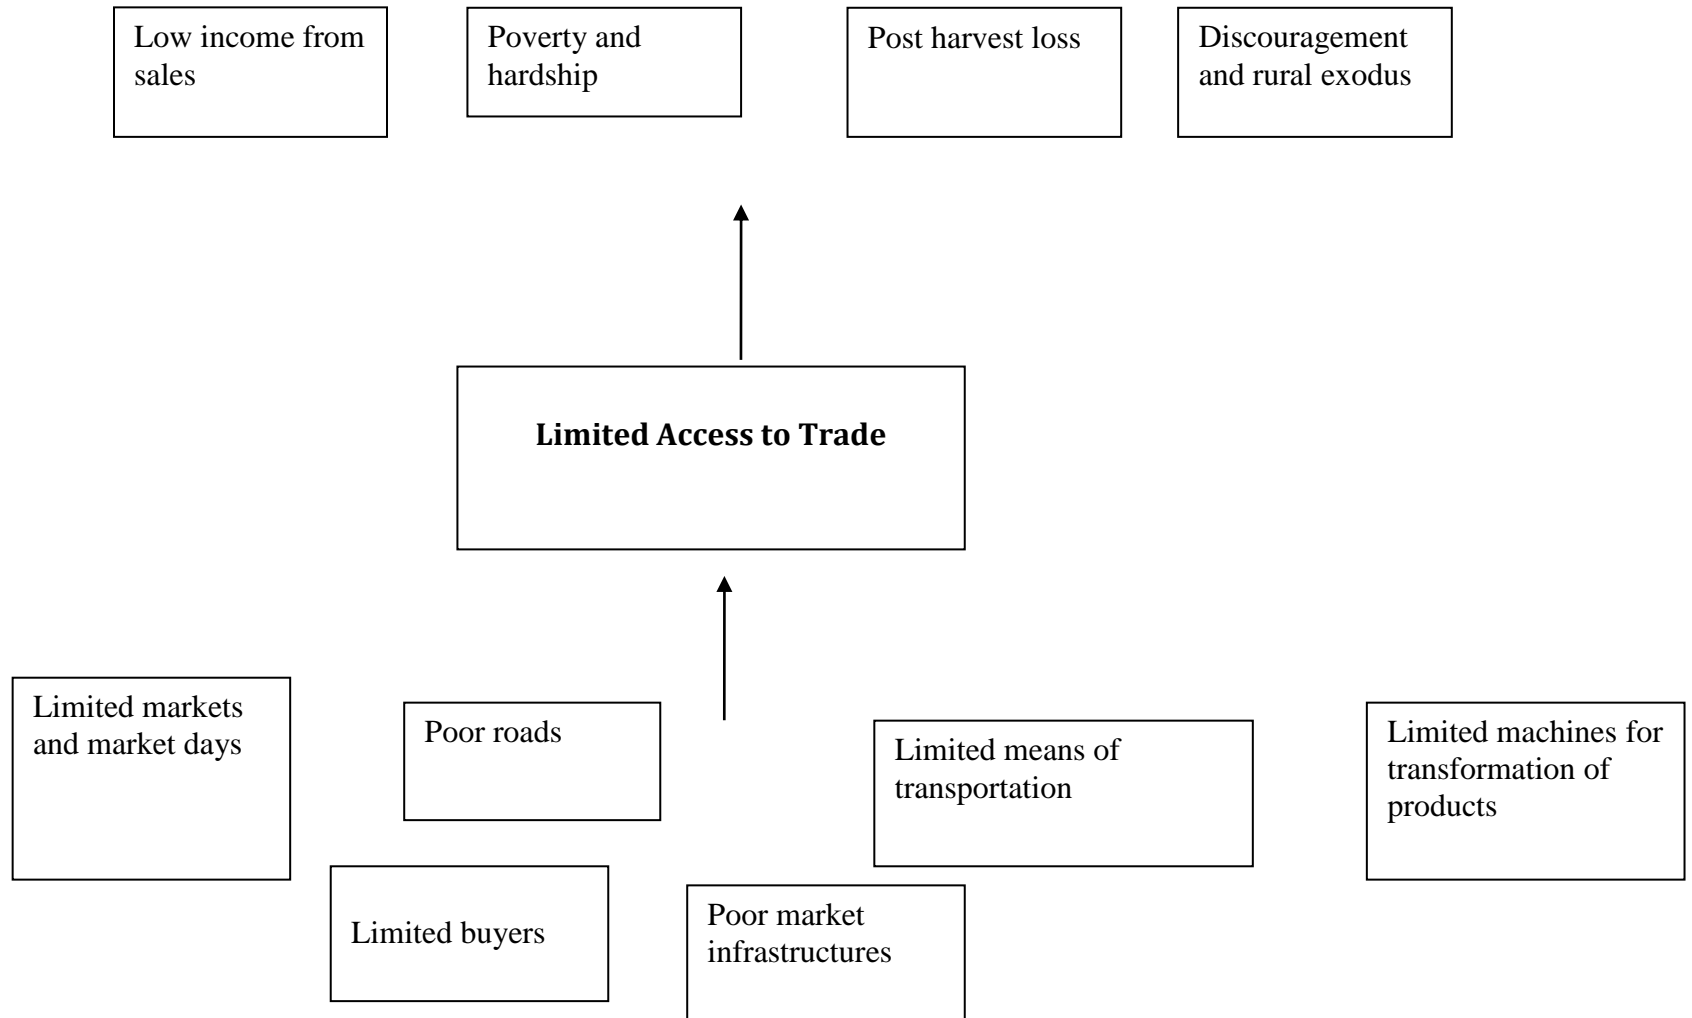 Low income from
sales
Poverty and
hardship
Post harvest loss
Discouragement
and rural exodus
Limited Access to Trade
Limited markets
and market days
Poor roads
Limited means of
transportation
Limited machines for
transformation of
products
Limited buyers
Poor market
infrastructures